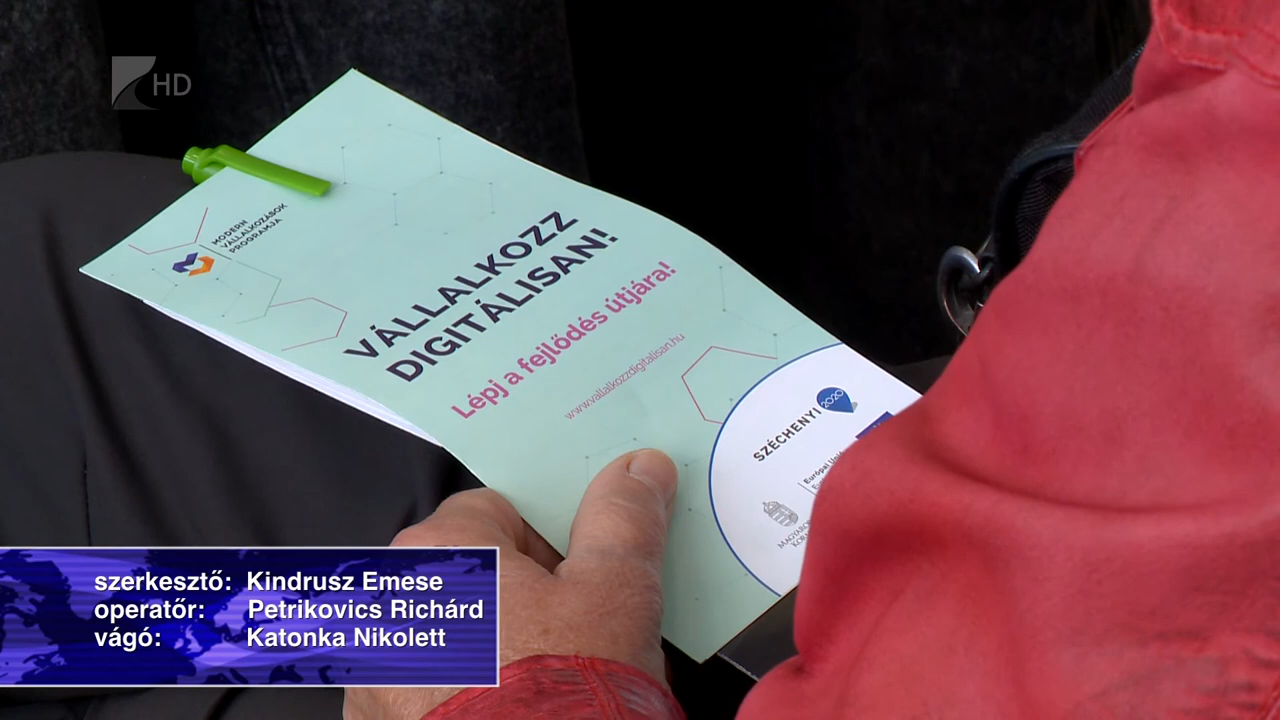 HD
MODERN
VÁLLALKOZÁSOK
PROGRAMJA
VÁLLALKOZZ
DIGITÁLISAN!
Lépj a fejlődés útjára!
www.vallalkozzdigitalisan.hu
SZÉCHENYI 2020
Európai
szerkesztő: Kindrusz Emese
operatőr: Petrikovics Richárd
vágó: Katonka Nikolett